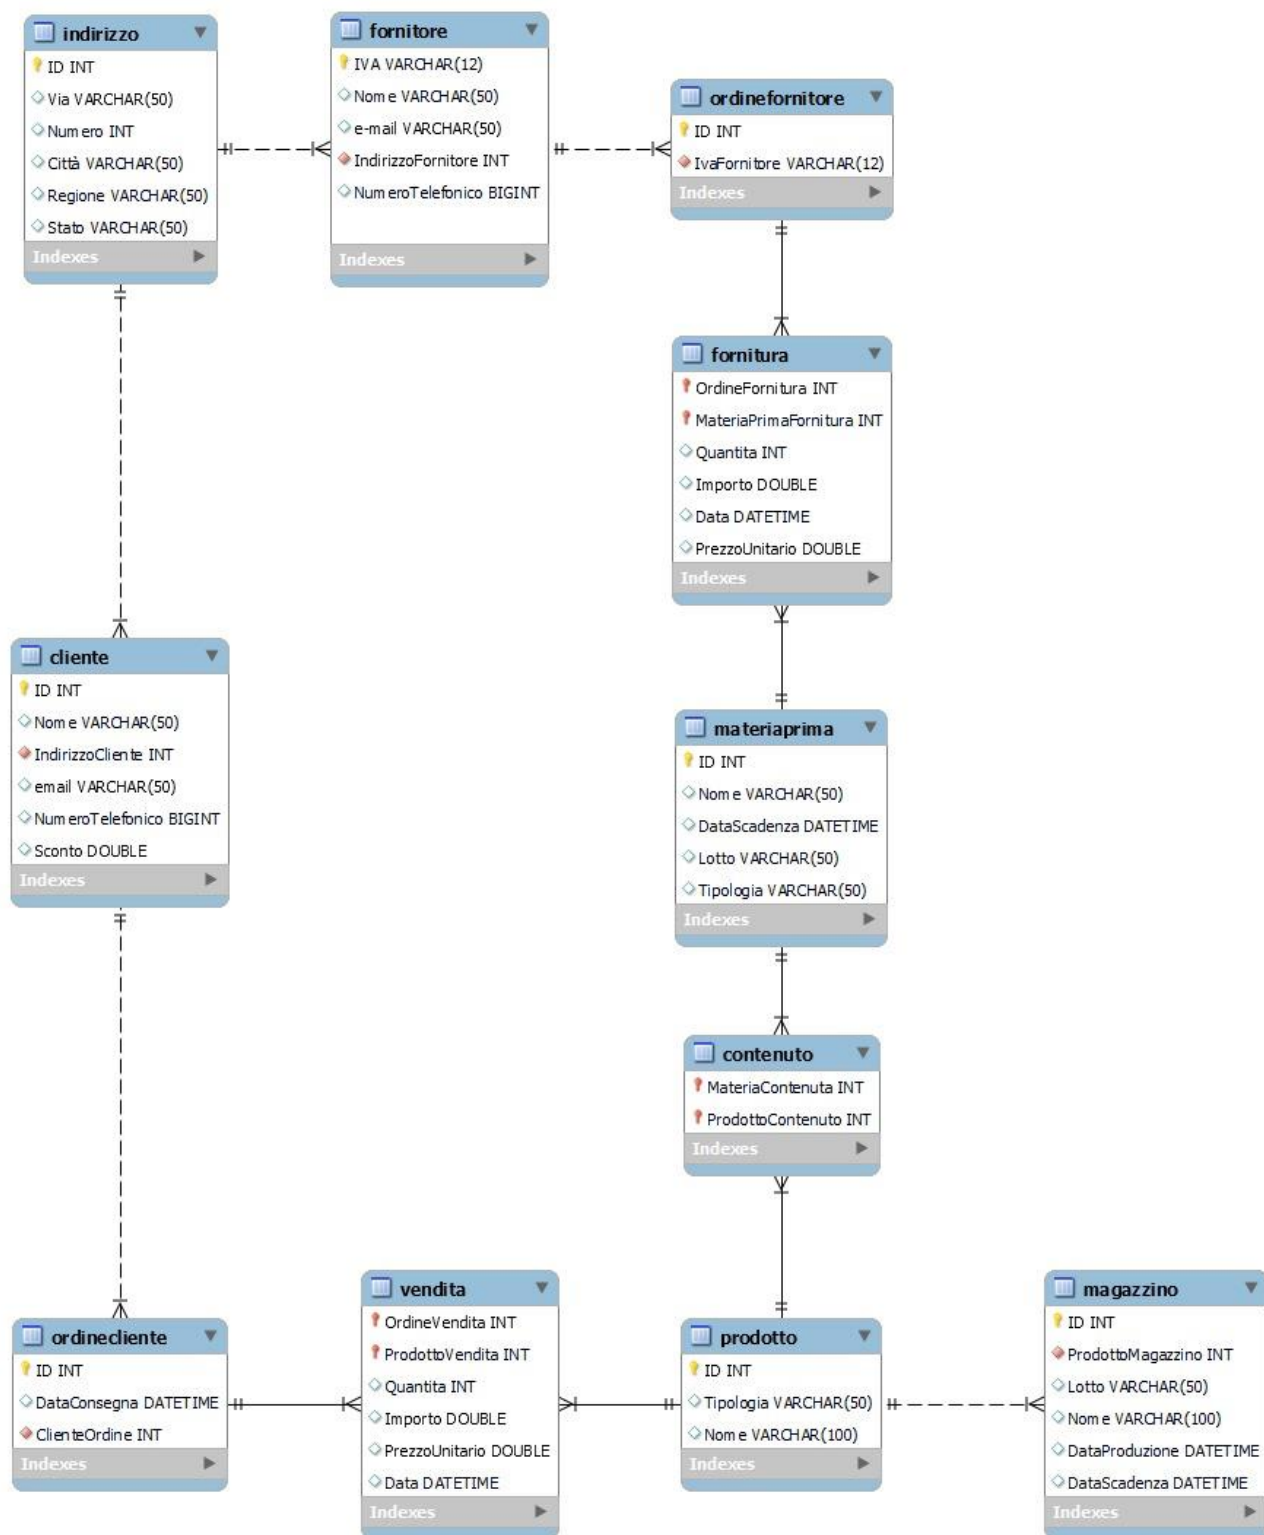 indirizzo
ID INT
Via VARCHAR(50)
Numero INT
Città VARCHAR(50)
Regione VARCHAR(50)
Stato VARCHAR(50)
Indexes
fornitore
IVA VARCHAR(12)
Nome VARCHAR(50)
e-mail VARCHAR(50)
IndirizzoFornitore INT
NumeroTelefonico BIGINT
Indexes
ordinefornitore
ID INT
IvaFornitore VARCHAR(12)
Indexes
fornitura
OrdineFornitura INT
MateriaPrimaFornitura INT
Quantita INT
Importo DOUBLE
Data DATETIME
PrezzoUnitario DOUBLE
Indexes
cliente
ID INT
Nome VARCHAR(50)
IndirizzoCliente INT
email VARCHAR(50)
NumeroTelefonico BIGINT
Sconto DOUBLE
Indexes
materiaprima
ID INT
Nome VARCHAR(50)
DataScadenza DATETIME
Lotto VARCHAR(50)
Tipologia VARCHAR(50)
Indexes
contenuto
MateriaContenuta INT
ProdottoContenuto INT
Indexes
ordinecliente
ID INT
DataConsegna DATETIME
ClienteOrdine INT
Indexes
vendita
OrdineVendita INT
ProdottoVendita INT
Quantita INT
Importo DOUBLE
PrezzoUnitario DOUBLE
Data DATETIME
Indexes
prodotto
ID INT
Tipologia VARCHAR(50)
Nome VARCHAR(100)
Indexes
magazzino
ID INT
ProdottoMagazzino INT
Lotto VARCHAR(50)
Nome VARCHAR(100)
DataProduzione DATETIME
DataScadenza DATETIME
Indexes